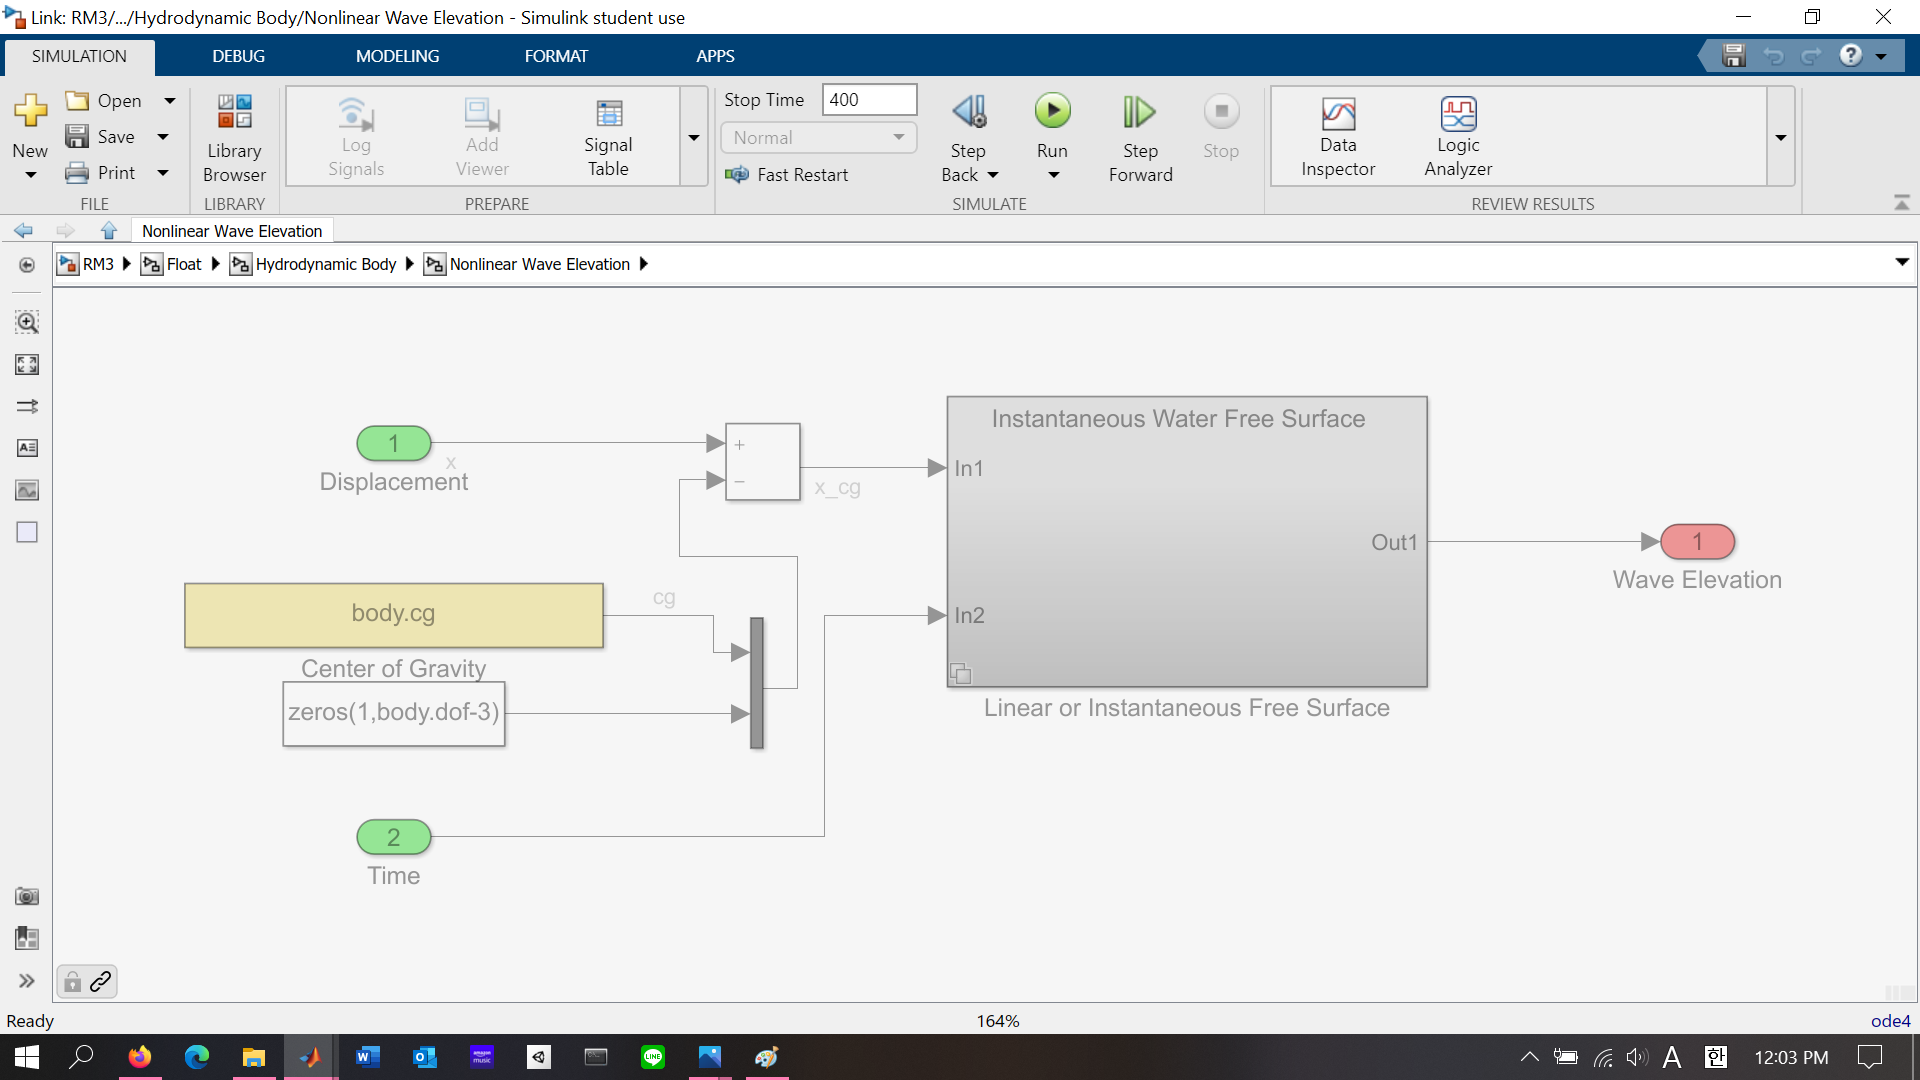 Link: RM3/.../Hydrodynamic Body/Nonlinear Wave Elevation - Simulink student use
SIMULATION DEBUG MODELING FORMAT APPS
New
Open
Save
Print
FILE
Library
Browser
LIBRARY
Log
Signals
Add
Viewer
Signal
Table
PREPARE
Stop Time 400
Normal
Fast Restart
Step
Back
Run
Step
Forward
Stop
SIMULATE
Data
Inspector
Logic
Analyzer
REVIEW RESULTS
Nonlinear Wave Elevation
RM3 Float Hydrodynamic Body Nonlinear Wave Elevation
1
x
Displacement
+
−
x_cg
body.cg
cg
Center of Gravity
zeros(1,body.dof-3)
2
Time
Instantaneous Water Free Surface
In1
In2
Out1
Linear or Instantaneous Free Surface
1
Wave Elevation
Ready
164%
ode4
amazon
music
LINE
A
한
12:03 PM